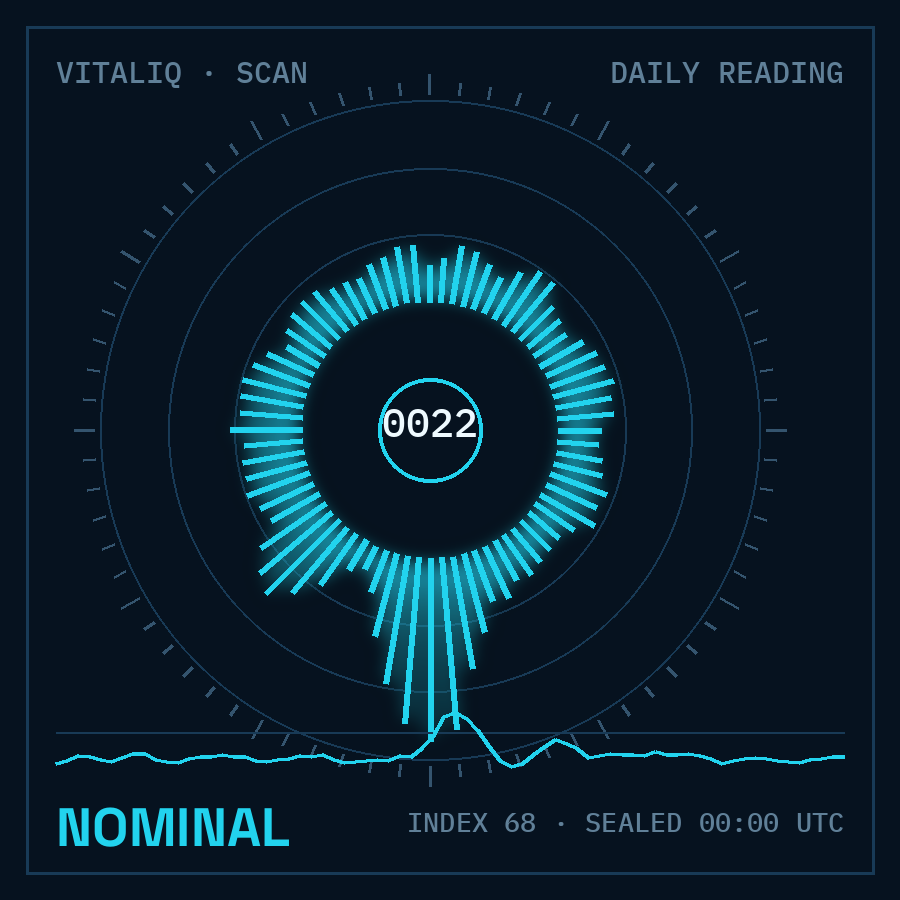 VITALIQ · SCAN
DAILY READING
0022
NOMINAL
INDEX 68 · SEALED 00:00 UTC